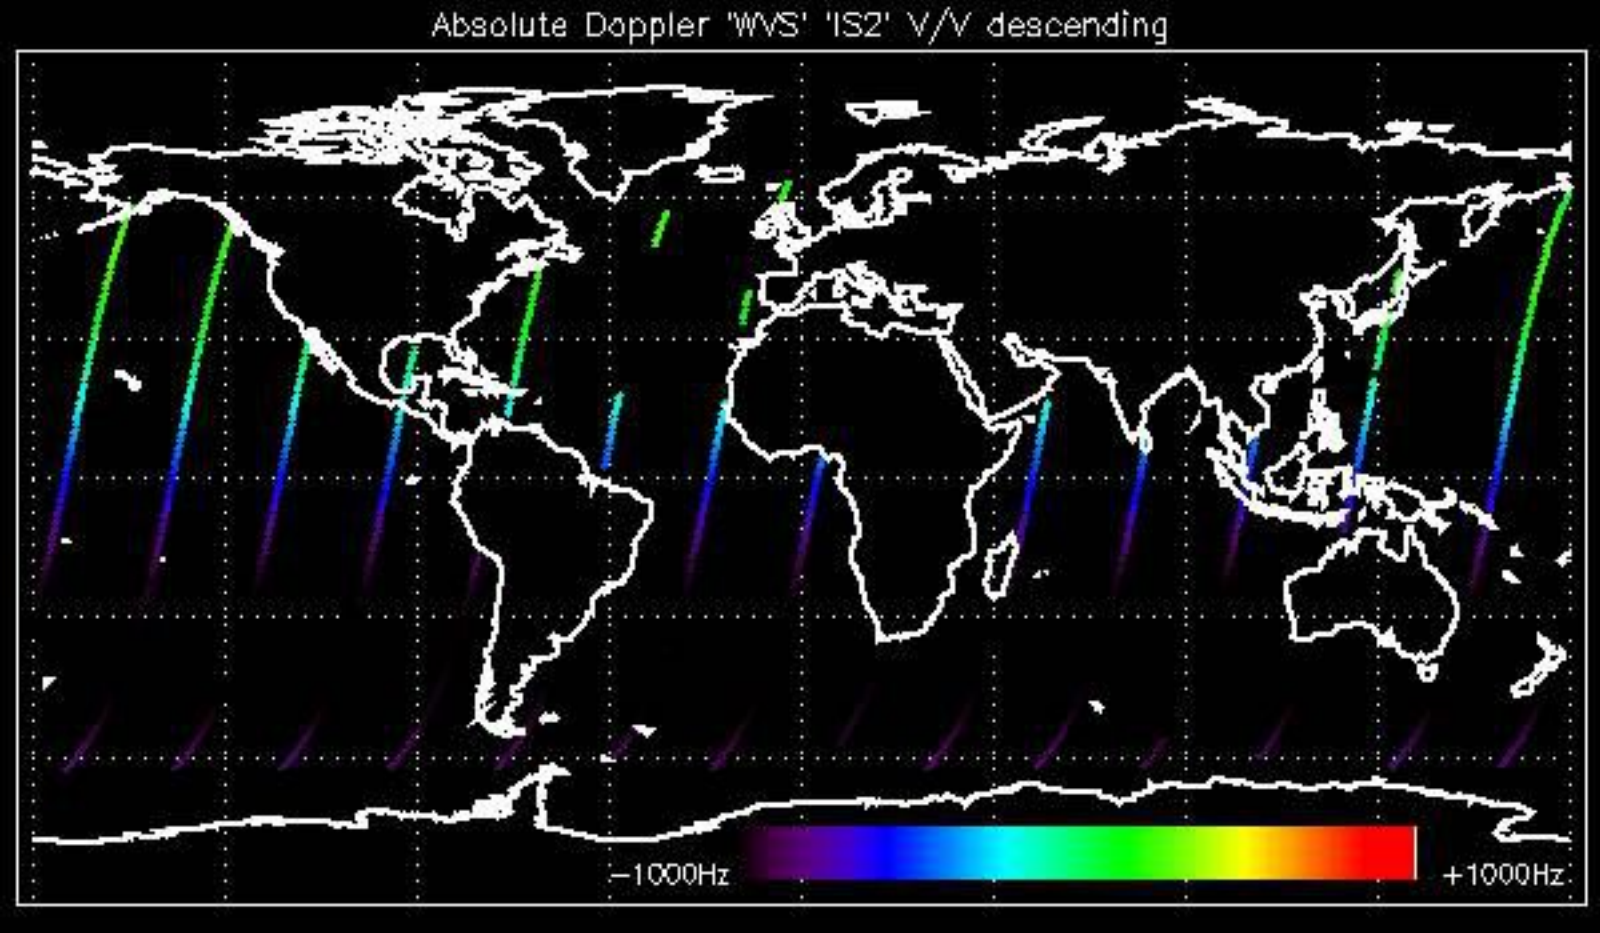 Absolute Doppler 'WVS' 'IS2' V/V descending
−1000Hz +1000Hz